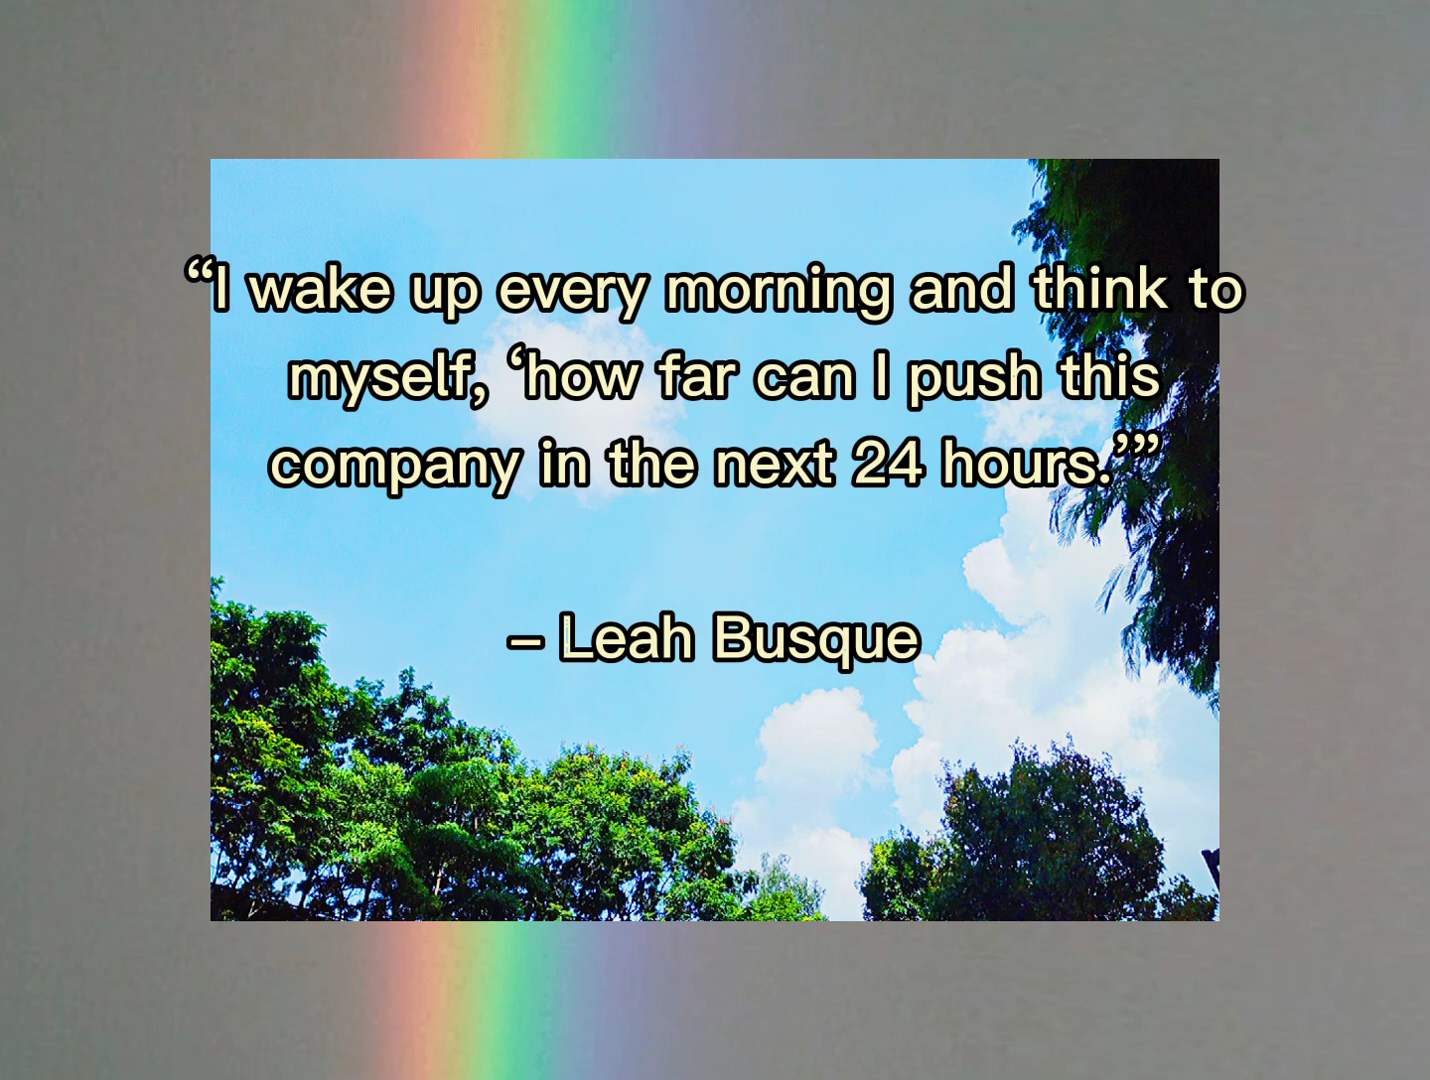 “I wake up every morning and think to
myself, ‘how far can I push this
company in the next 24 hours.’”
– Leah Busque